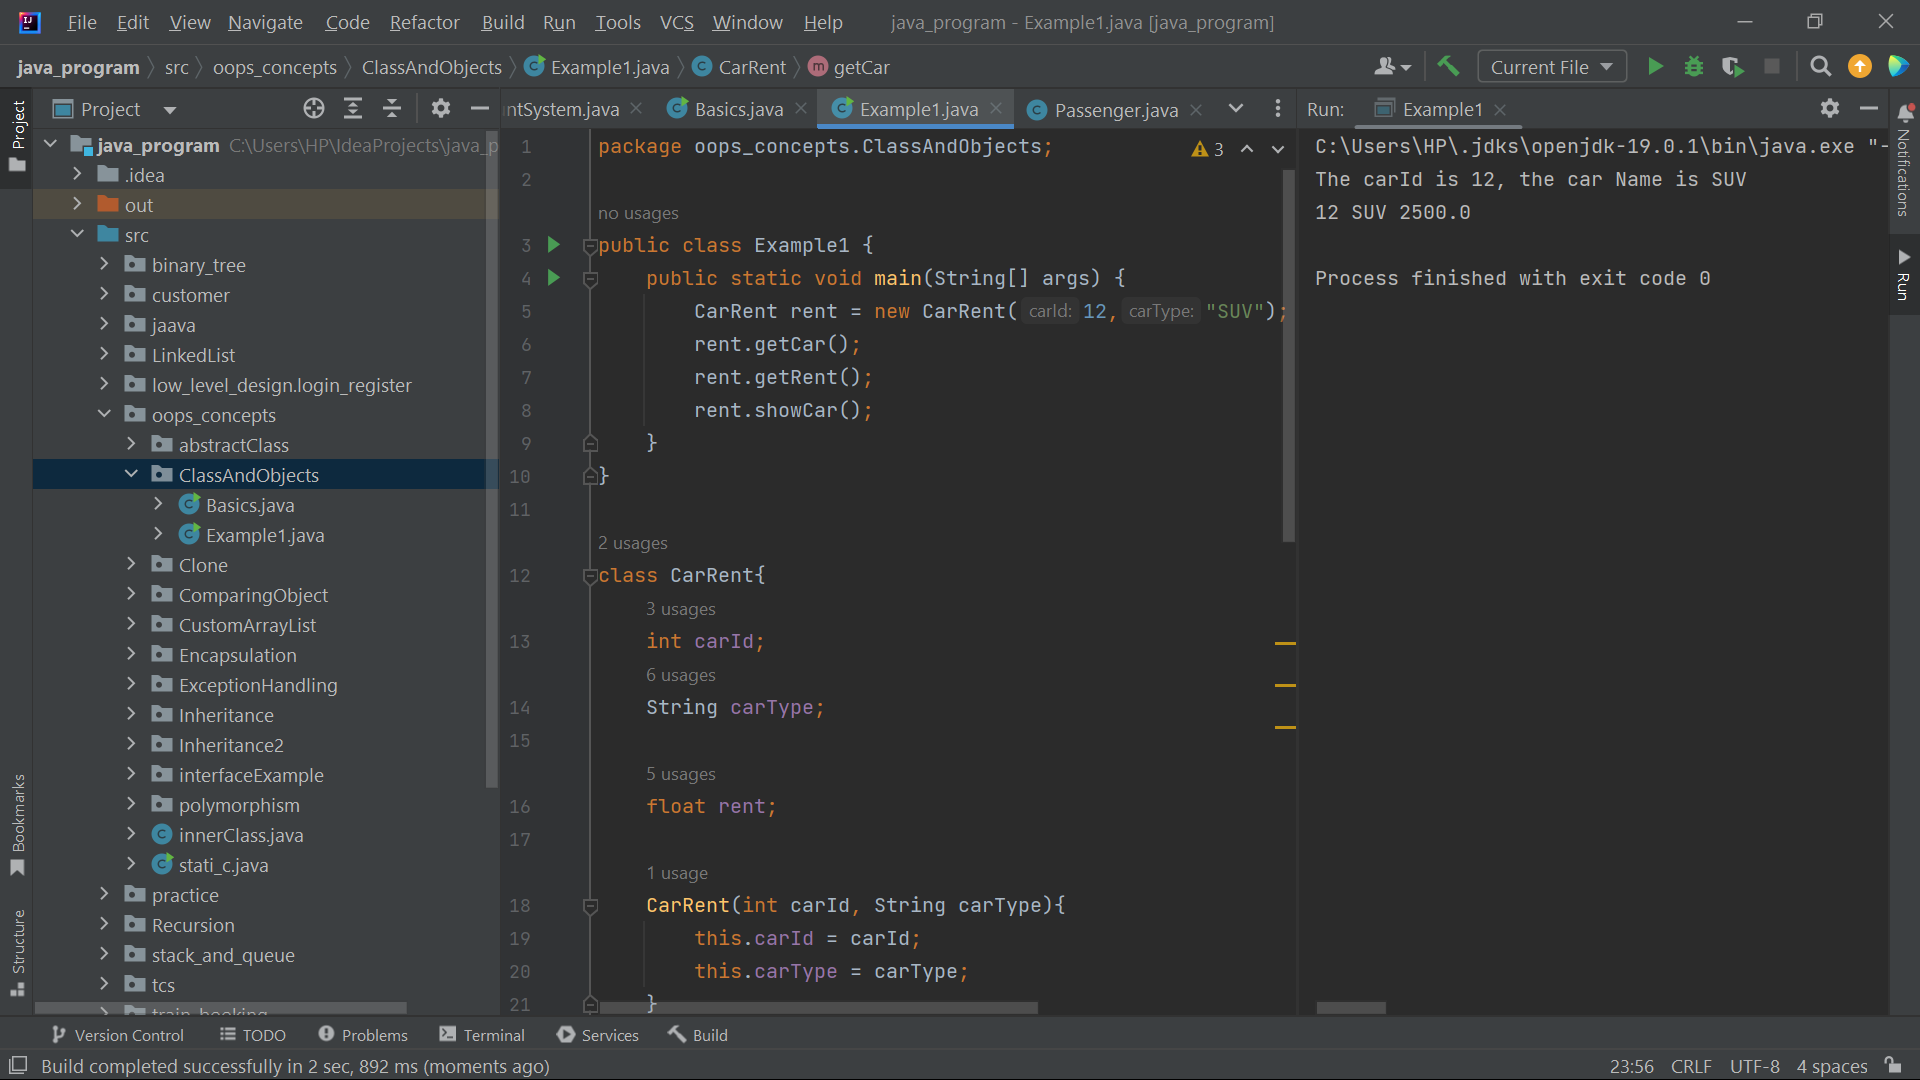 File Edit View Navigate Code Refactor Build Run Tools VCS Window Help java_program - Example1.java [java_program]
java_program src oops_concepts ClassAndObjects Example1.java CarRent getCar Current File
Project
ntSystem.java Basics.java Example1.java Passenger.java
Run: Example1
Project
Bookmarks
Structure
java_program C:\Users\HP\IdeaProjects\java_p
.idea
out
src
binary_tree
customer
jaava
LinkedList
low_level_design.login_register
oops_concepts
abstractClass
ClassAndObjects
Basics.java
Example1.java
Clone
ComparingObject
CustomArrayList
Encapsulation
ExceptionHandling
Inheritance
Inheritance2
interfaceExample
polymorphism
innerClass.java
stati_c.java
practice
Recursion
stack_and_queue
tcs
train_booking
1 package oops_concepts.ClassAndObjects; 3
2
no usages
3 public class Example1 {
4 public static void main(String[] args) {
5 CarRent rent = new CarRent( carId: 12, carType: "SUV");
6 rent.getCar();
7 rent.getRent();
8 rent.showCar();
9 }
10 }
11
2 usages
12 class CarRent{
3 usages
13 int carId;
6 usages
14 String carType;
15
5 usages
16 float rent;
17
1 usage
18 CarRent(int carId, String carType){
19 this.carId = carId;
20 this.carType = carType;
21 }
C:\Users\HP\.jdks\openjdk-19.0.1\bin\java.exe "-
The carId is 12, the car Name is SUV
12 SUV 2500.0
Process finished with exit code 0
Notifications
Run
Version Control TODO Problems Terminal Services Build
Build completed successfully in 2 sec, 892 ms (moments ago) 23:56 CRLF UTF-8 4 spaces